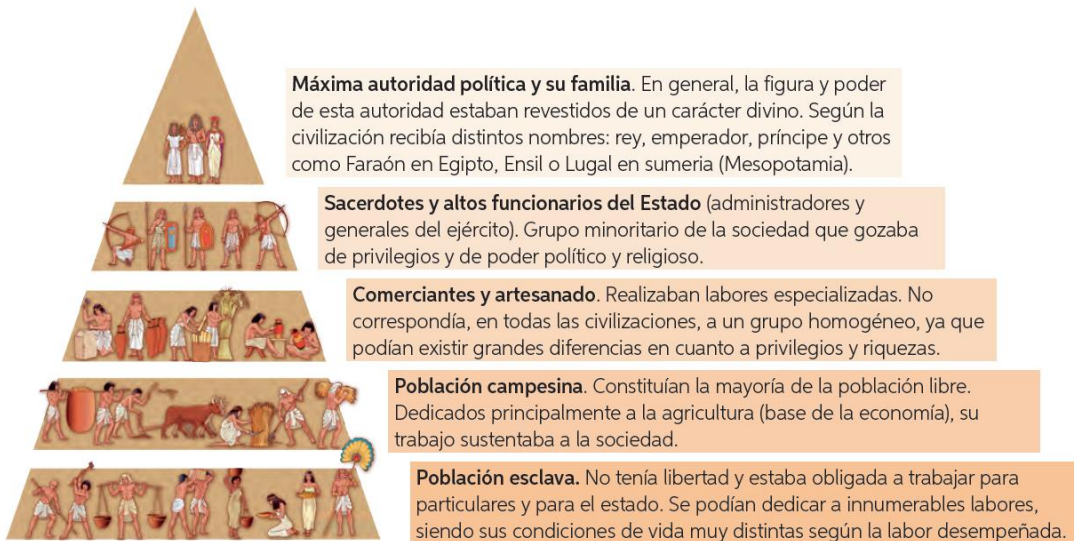 Máxima autoridad política y su familia. En general, la figura y poder
de esta autoridad estaban revestidos de un carácter divino. Según la
civilización recibía distintos nombres: rey, emperador, príncipe y otros
como Faraón en Egipto, Ensil o Lugal en sumeria (Mesopotamia).
Sacerdotes y altos funcionarios del Estado (administradores y
generales del ejército). Grupo minoritario de la sociedad que gozaba
de privilegios y de poder político y religioso.
Comerciantes y artesanado. Realizaban labores especializadas. No
correspondía, en todas las civilizaciones, a un grupo homogéneo, ya que
podían existir grandes diferencias en cuanto a privilegios y riquezas.
Población campesina. Constituían la mayoría de la población libre.
Dedicados principalmente a la agricultura (base de la economía), su
trabajo sustentaba a la sociedad.
Población esclava. No tenía libertad y estaba obligada a trabajar para
particulares y para el estado. Se podían dedicar a innumerables labores,
siendo sus condiciones de vida muy distintas según la labor desempeñada.